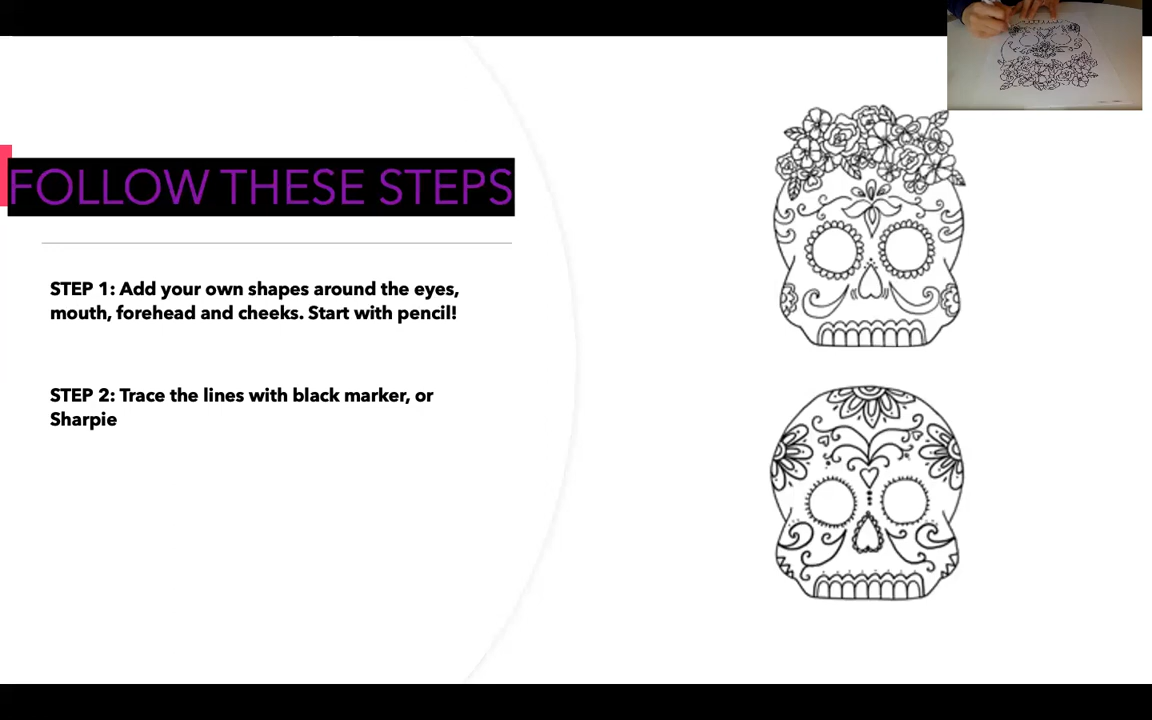 FOLLOW THESE STEPS
STEP 1: Add your own shapes around the eyes,
mouth, forehead and cheeks. Start with pencil!
STEP 2: Trace the lines with black marker, or
Sharpie